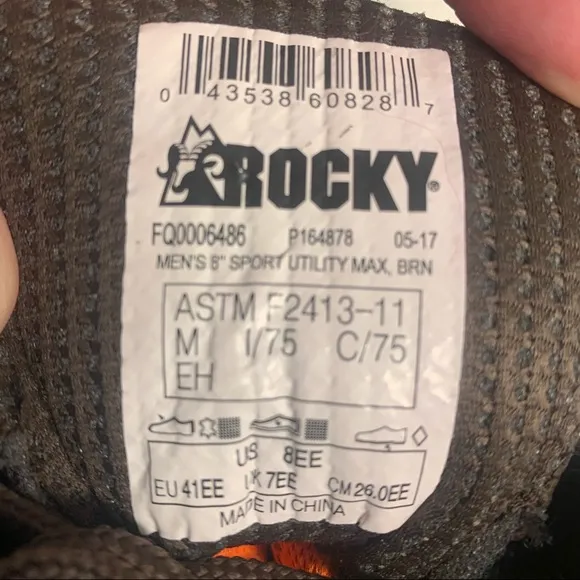 0 43538 60828 7
ROCKY®
FQ0006486 P164878 05-17
MEN'S 8" SPORT UTILITY MAX, BRN
ASTM F2413-11
M I/75 C/75
EH
US 8EE
EU 41EE UK 7EE CM 26.0EE
MADE IN CHINA